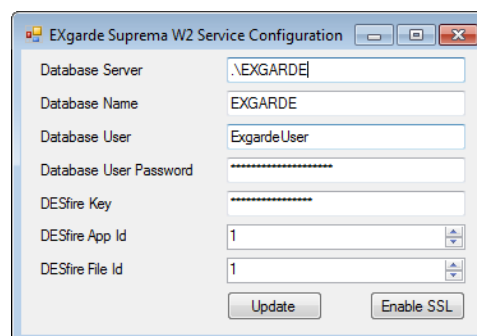 EXgarde Suprema W2 Service Configuration
Database Server .\EXGARDE
Database Name EXGARDE
Database User ExgardeUser
Database User Password ********************
DESfire Key ****************
DESfire App Id 1
DESfire File Id 1
Update Enable SSL